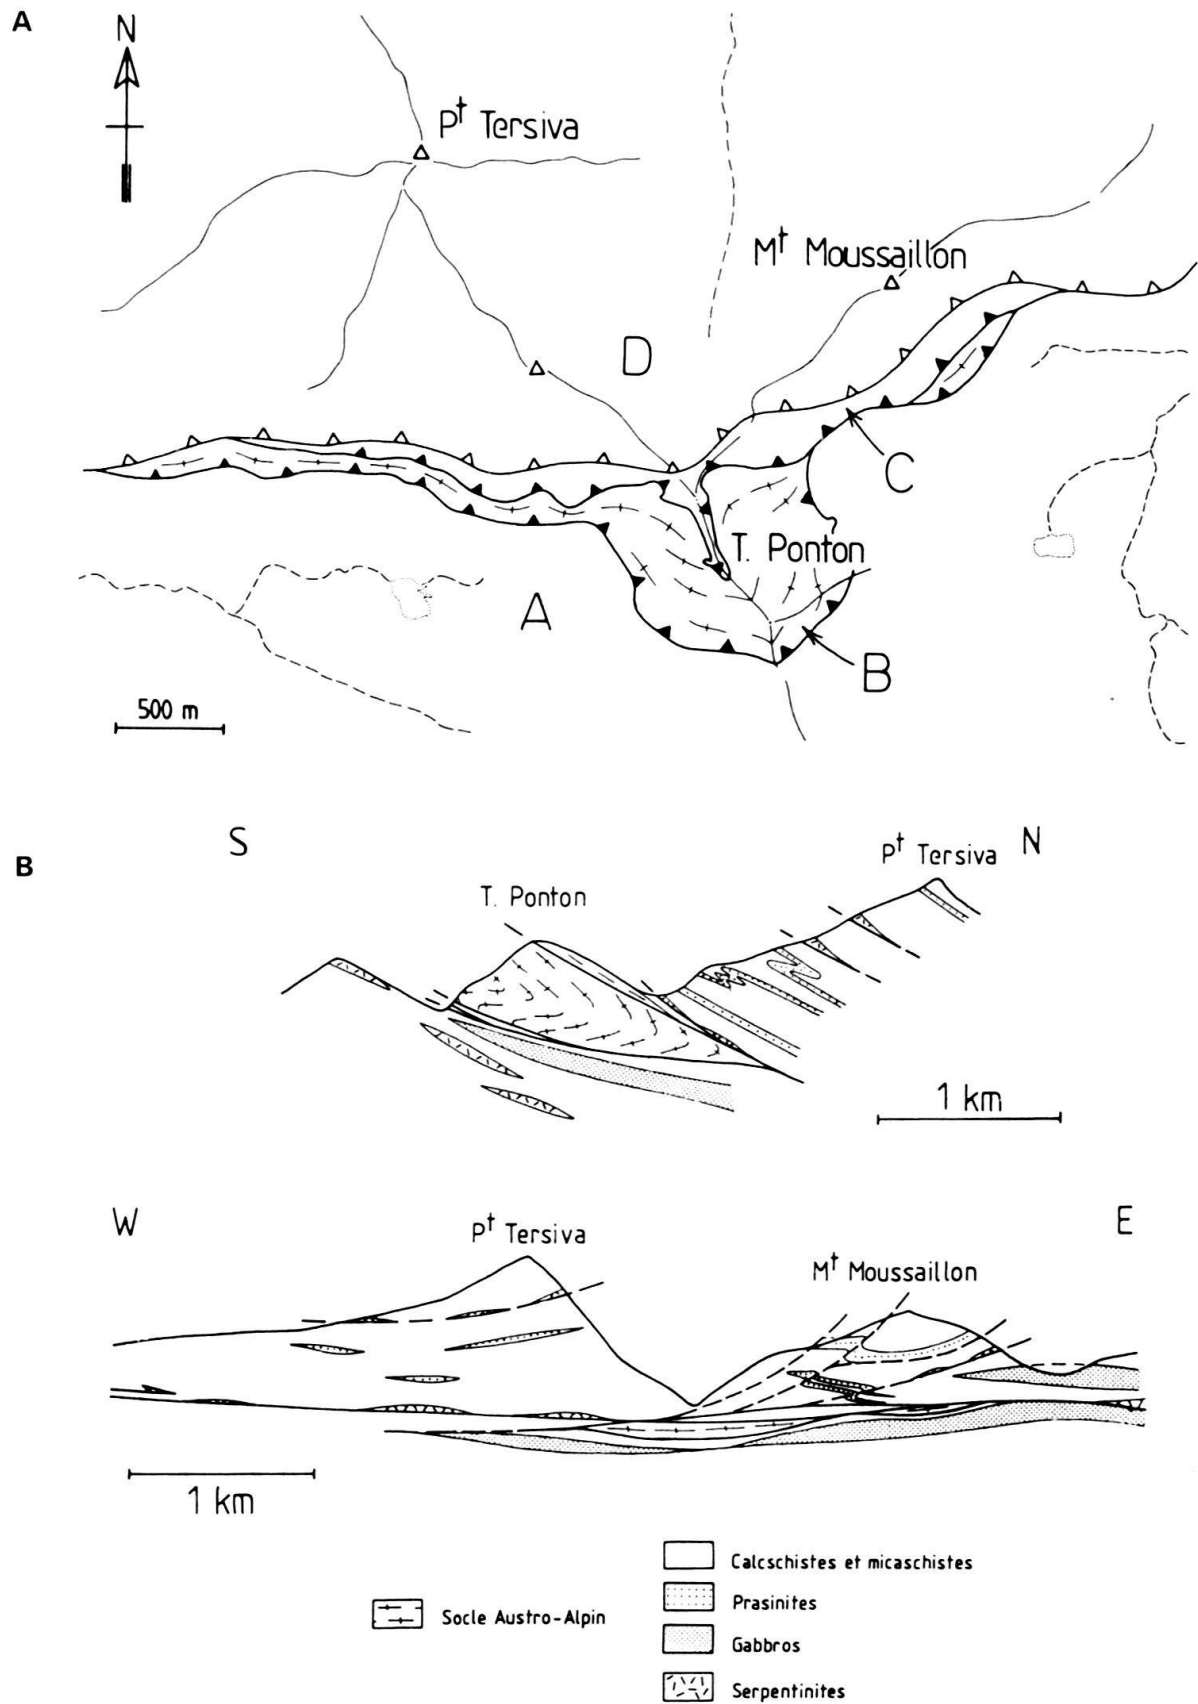 A
N
Pt Tersiva
Mt Moussaillon
D
C
T. Ponton
A
B
500 m
B
S
N
Pt Tersiva
T. Ponton
1 km
W
E
Pt Tersiva
Mt Moussaillon
1 km
Calcschistes et micaschistes
Prasinites
Socle Austro-Alpin
Gabbros
Serpentinites